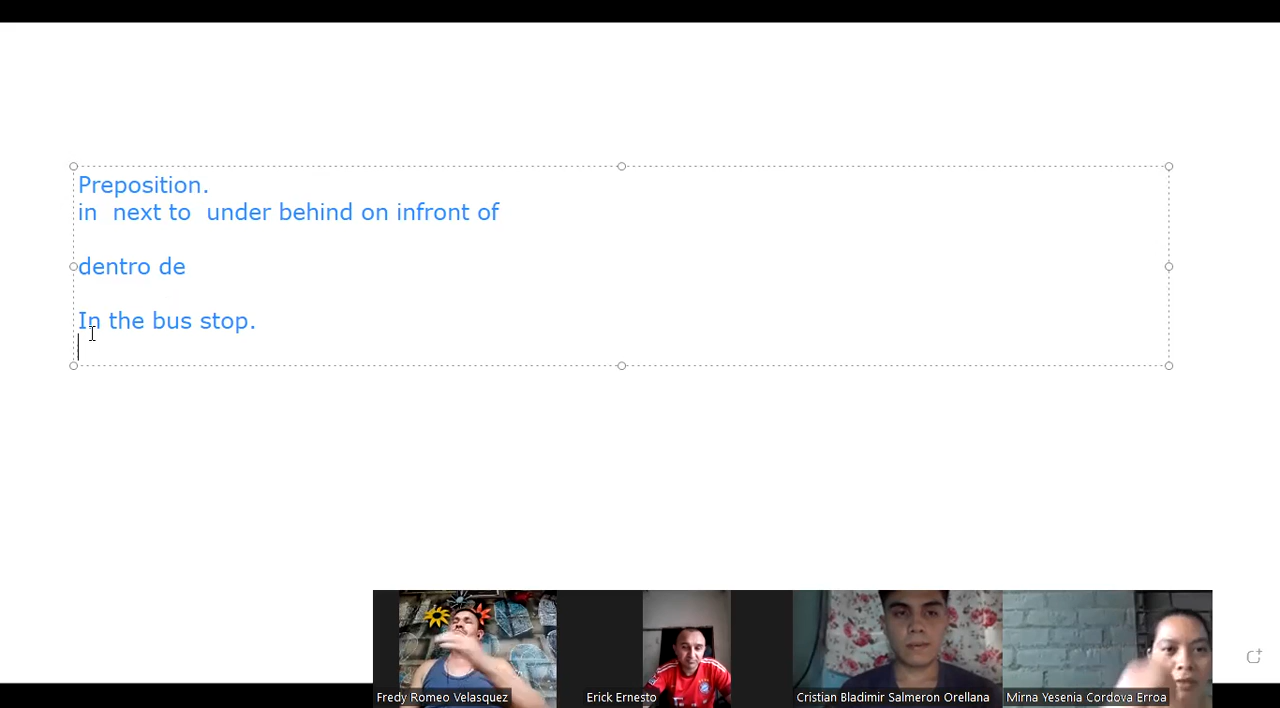 Preposition.
in next to under behind on infront of
dentro de
In the bus stop.
Fredy Romeo Velasquez
Erick Ernesto
Cristian Bladimir Salmeron Orellana
Mirna Yesenia Cordova Erroa